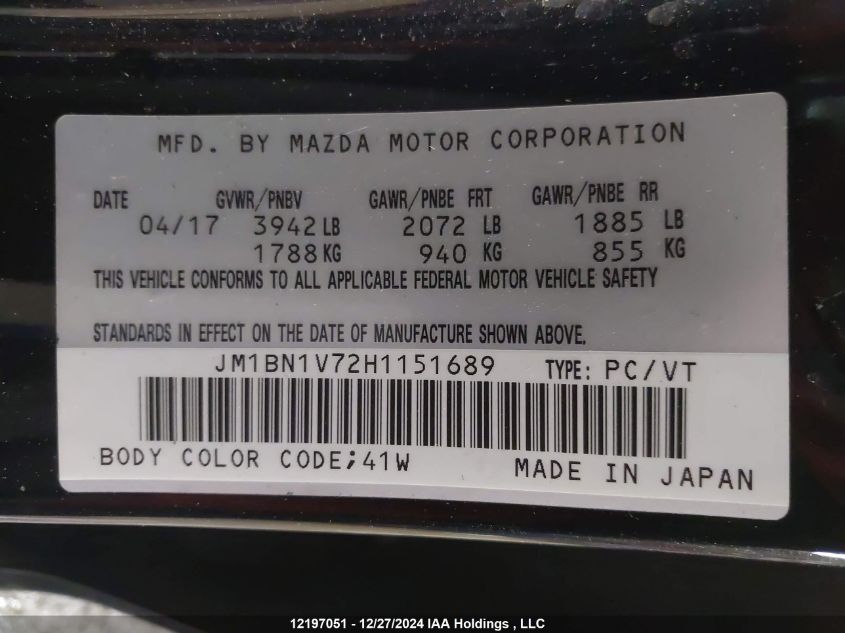 MFD. BY MAZDA MOTOR CORPORATION
DATE GVWR/PNBV GAWR/PNBE FRT GAWR/PNBE RR
04/17 3942 LB 2072 LB 1885 LB
1788 KG 940 KG 855 KG
THIS VEHICLE CONFORMS TO ALL APPLICABLE FEDERAL MOTOR VEHICLE SAFETY
STANDARDS IN EFFECT ON THE DATE OF MANUFACTURE SHOWN ABOVE.
JM1BN1V72H1151689 TYPE: PC/VT
BODY COLOR CODE;41W MADE IN JAPAN
12197051 - 12/27/2024 IAA Holdings , LLC